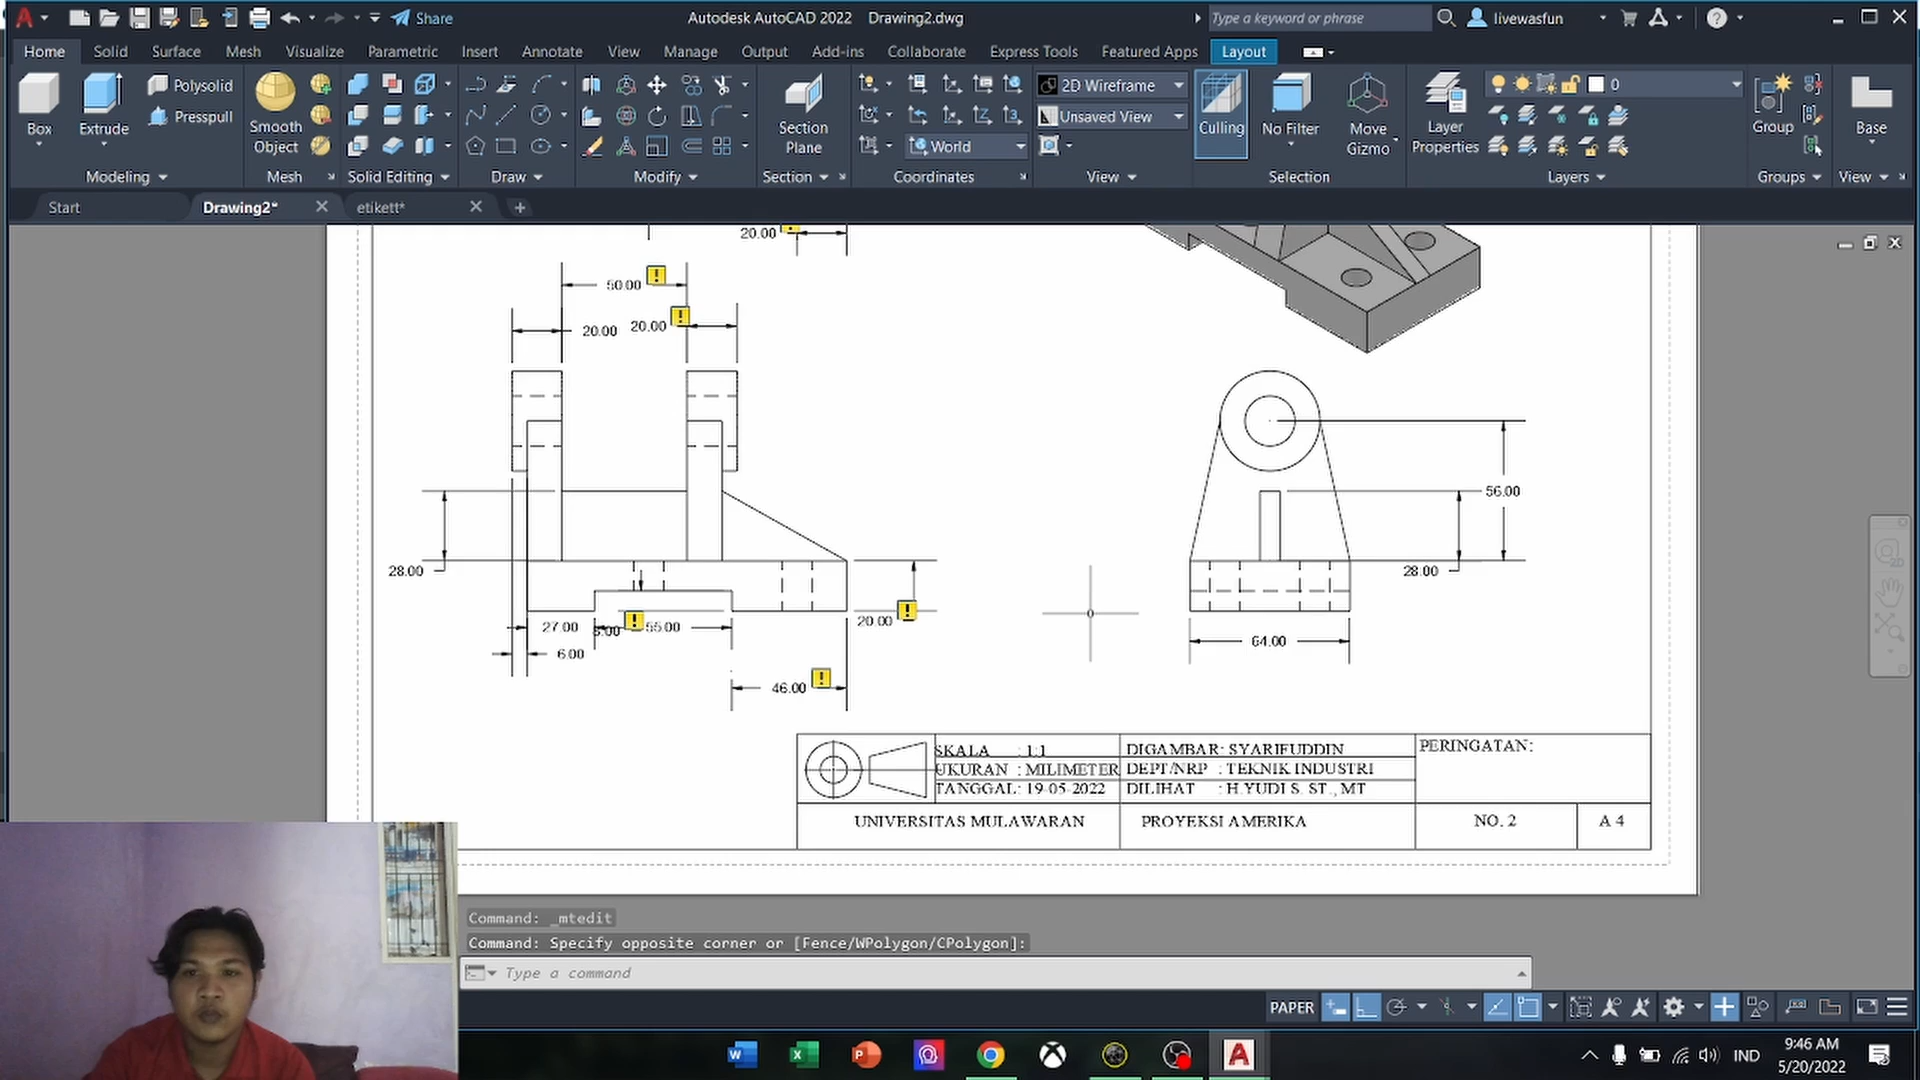 Share
Autodesk AutoCAD 2022 Drawing2.dwg
Type a keyword or phrase
livewasfun
Home Solid Surface Mesh Visualize Parametric Insert Annotate View Manage Output Add-ins Collaborate Express Tools Featured Apps Layout
Polysolid
Presspull
Box
Extrude
Smooth
Object
Section
Plane
World
2D Wireframe
Unsaved View
Culling
No Filter
Move
Gizmo
Layer
Properties
0
Group
Base
Modeling Mesh Solid Editing Draw Modify Section Coordinates View Selection Layers Groups View
Start Drawing2* etikett*
20.00
50.00
20.00 20.00
56.00
28.00 28.00
20.00
27.00 55.00
64.00
6.00
46.00
SKALA : 1:1
UKURAN : MILIMETER
TANGGAL: 19-05-2022
DIGAMBAR: SYARIFUDDIN
DEPT/NRP : TEKNIK INDUSTRI
DILIHAT : H.YUDI S. ST., MT
PERINGATAN:
UNIVERSITAS MULAWARAN PROYEKSI AMERIKA NO. 2 A 4
Command: _mtedit
Command: Specify opposite corner or [Fence/WPolygon/CPolygon]:
Type a command
PAPER
IND
9:46 AM
5/20/2022